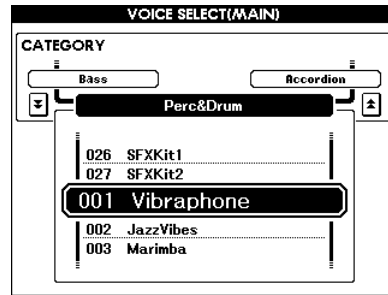 VOICE SELECT(MAIN)
CATEGORY
Bass Accordion
Perc&Drum
026 SFXKit1
027 SFXKit2
001 Vibraphone
002 JazzVibes
003 Marimba